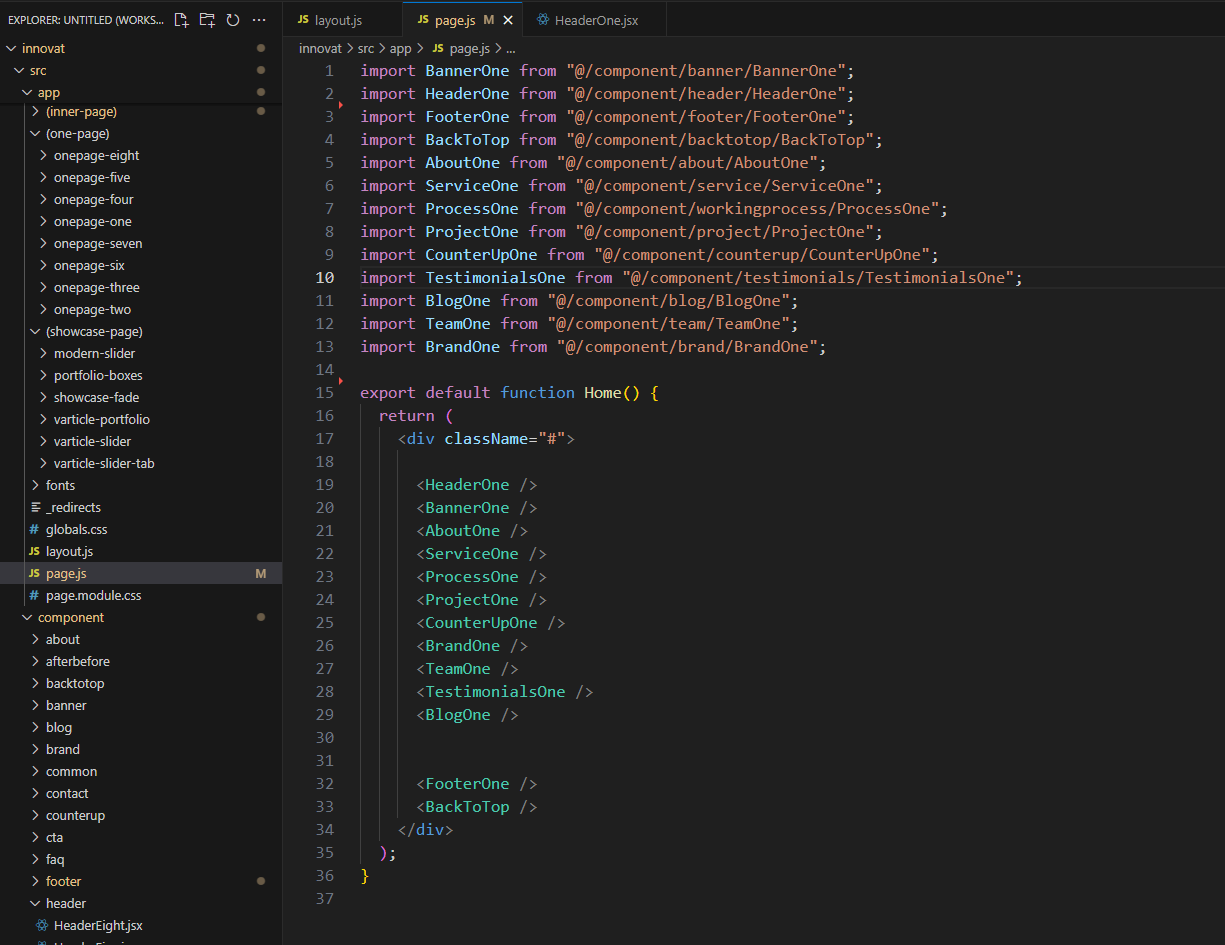 EXPLORER: UNTITLED (WORKS...
innovat
src
app
(inner-page)
(one-page)
onepage-eight
onepage-five
onepage-four
onepage-one
onepage-seven
onepage-six
onepage-three
onepage-two
(showcase-page)
modern-slider
portfolio-boxes
showcase-fade
varticle-portfolio
varticle-slider
varticle-slider-tab
fonts
_redirects
# globals.css
JS layout.js
JS page.js M
# page.module.css
component
about
afterbefore
backtotop
banner
blog
brand
common
contact
counterup
cta
faq
footer
header
HeaderEight.jsx
JS layout.js
JS page.js M
HeaderOne.jsx
innovat > src > app > JS page.js > ...
1 import BannerOne from "@/component/banner/BannerOne";
2 import HeaderOne from "@/component/header/HeaderOne";
3 import FooterOne from "@/component/footer/FooterOne";
4 import BackToTop from "@/component/backtotop/BackToTop";
5 import AboutOne from "@/component/about/AboutOne";
6 import ServiceOne from "@/component/service/ServiceOne";
7 import ProcessOne from "@/component/workingprocess/ProcessOne";
8 import ProjectOne from "@/component/project/ProjectOne";
9 import CounterUpOne from "@/component/counterup/CounterUpOne";
10 import TestimonialsOne from "@/component/testimonials/TestimonialsOne";
11 import BlogOne from "@/component/blog/BlogOne";
12 import TeamOne from "@/component/team/TeamOne";
13 import BrandOne from "@/component/brand/BrandOne";
14
15 export default function Home() {
16 return (
17 <div className="#">
18
19 <HeaderOne />
20 <BannerOne />
21 <AboutOne />
22 <ServiceOne />
23 <ProcessOne />
24 <ProjectOne />
25 <CounterUpOne />
26 <BrandOne />
27 <TeamOne />
28 <TestimonialsOne />
29 <BlogOne />
30
31
32 <FooterOne />
33 <BackToTop />
34 </div>
35 );
36 }
37